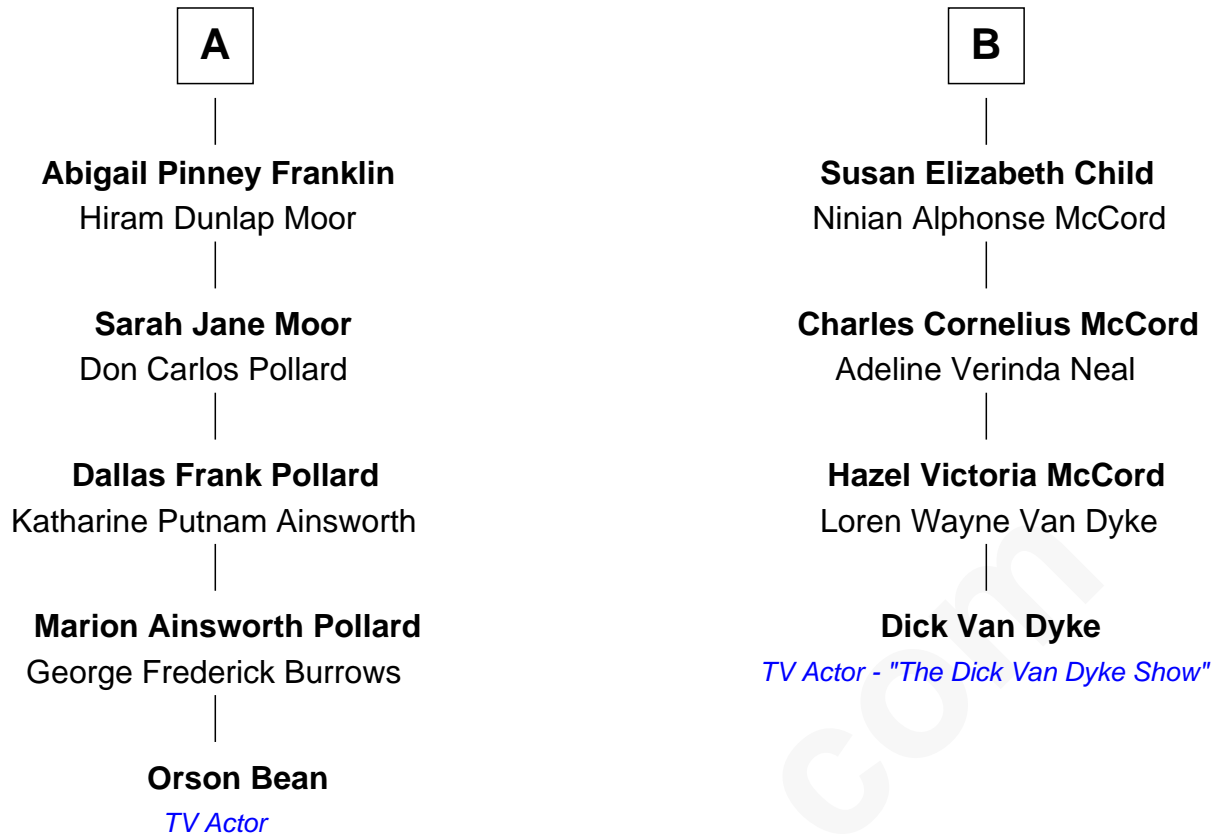 A
Abigail Pinney Franklin
Hiram Dunlap Moor
Sarah Jane Moor
Don Carlos Pollard
Dallas Frank Pollard
Katharine Putnam Ainsworth
Marion Ainsworth Pollard
George Frederick Burrows
Orson Bean
TV Actor
B
Susan Elizabeth Child
Ninian Alphonse McCord
Charles Cornelius McCord
Adeline Verinda Neal
Hazel Victoria McCord
Loren Wayne Van Dyke
Dick Van Dyke
TV Actor - "The Dick Van Dyke Show"
com